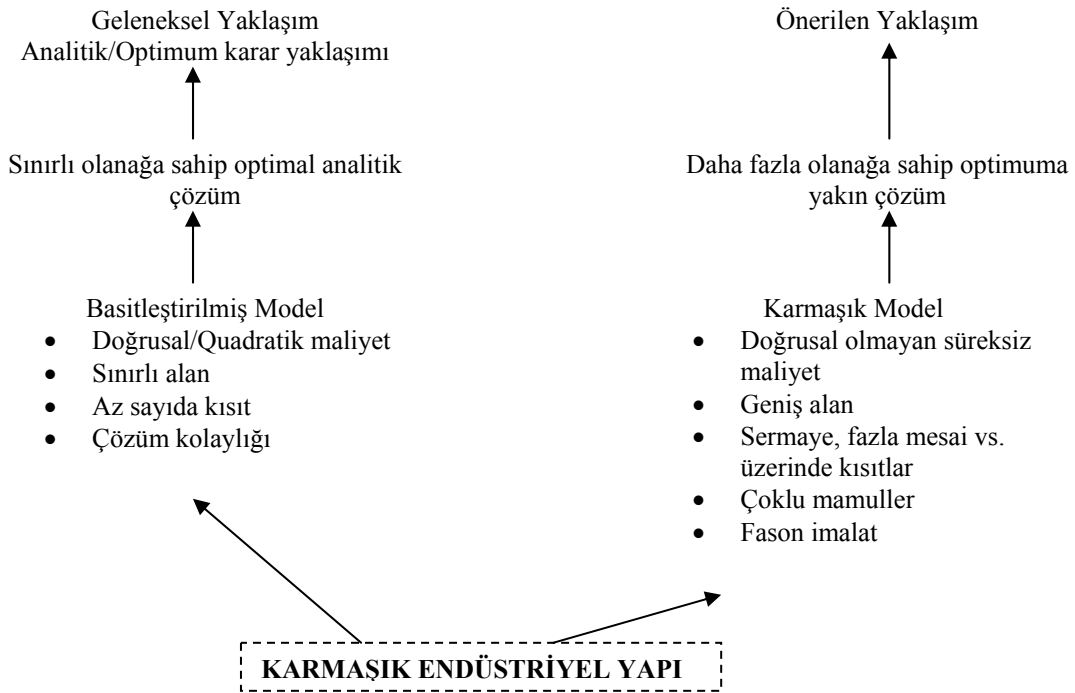 Geleneksel Yaklaşım
Analitik/Optimum karar yaklaşımı
Sınırlı olanağa sahip optimal analitik
çözüm
Basitleştirilmiş Model
• Doğrusal/Quadratik maliyet
• Sınırlı alan
• Az sayıda kısıt
• Çözüm kolaylığı
Önerilen Yaklaşım
Daha fazla olanağa sahip optimuma
yakın çözüm
Karmaşık Model
• Doğrusal olmayan süreksiz
maliyet
• Geniş alan
• Sermaye, fazla mesai vs.
üzerinde kısıtlar
• Çoklu mamuller
• Fason imalat
KARMAŞIK ENDÜSTRİYEL YAPI